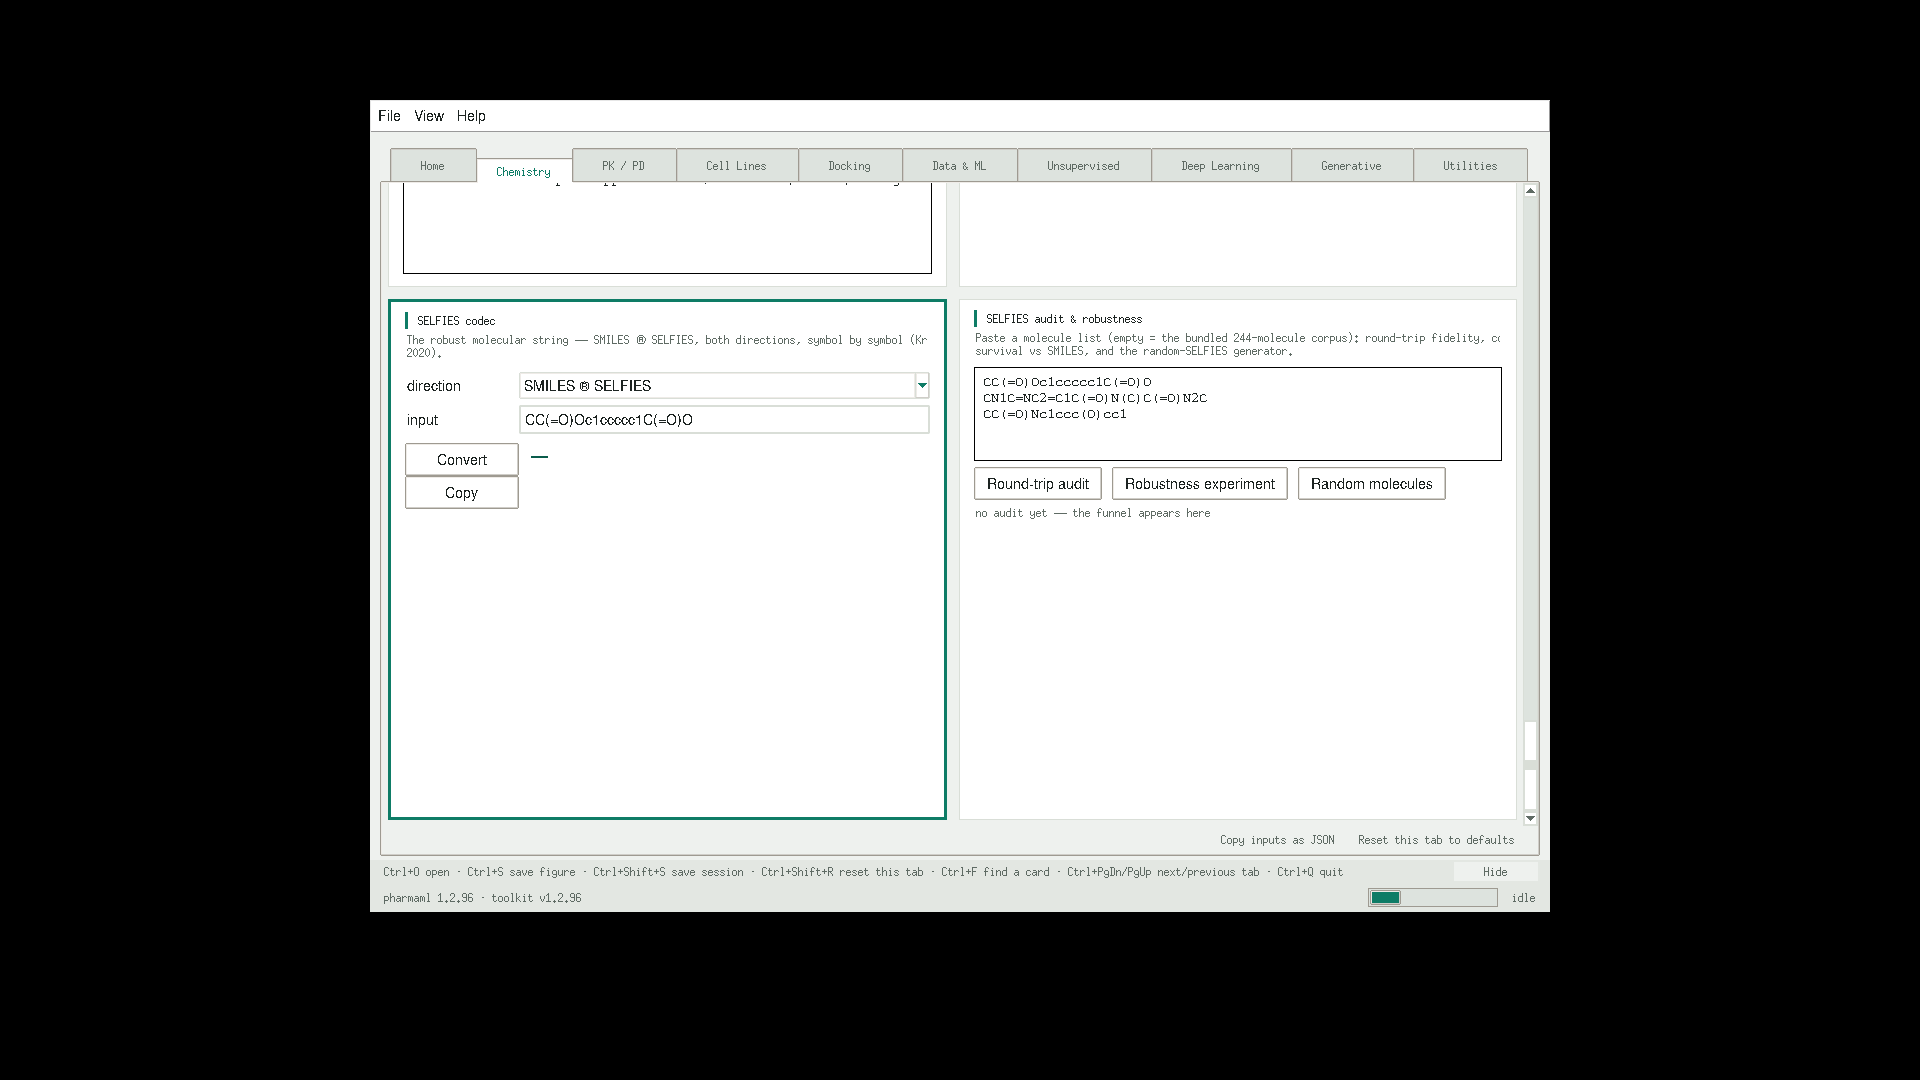 File View Help
Home Chemistry PK / PD Cell Lines Docking Data & ML Unsupervised Deep Learning Generative Utilities
SELFIES codec
The robust molecular string —— SMILES ® SELFIES, both directions, symbol by symbol (Kr
2020).
direction SMILES ® SELFIES
input CC(=O)Oc1ccccc1C(=O)O
Convert —
Copy
SELFIES audit & robustness
Paste a molecule list (empty = the bundled 244-molecule corpus): round-trip fidelity, co
survival vs SMILES, and the random-SELFIES generator.
CC(=O)Oc1ccccc1C(=O)O
CN1C=NC2=C1C(=O)N(C)C(=O)N2C
CC(=O)Nc1ccc(O)cc1
Round-trip audit Robustness experiment Random molecules
no audit yet —— the funnel appears here
Copy inputs as JSON Reset this tab to defaults
Ctrl+O open · Ctrl+S save figure · Ctrl+Shift+S save session · Ctrl+Shift+R reset this tab · Ctrl+F find a card · Ctrl+PgDn/PgUp next/previous tab · Ctrl+Q quit Hide
pharmaml 1.2.96 · toolkit v1.2.96 idle